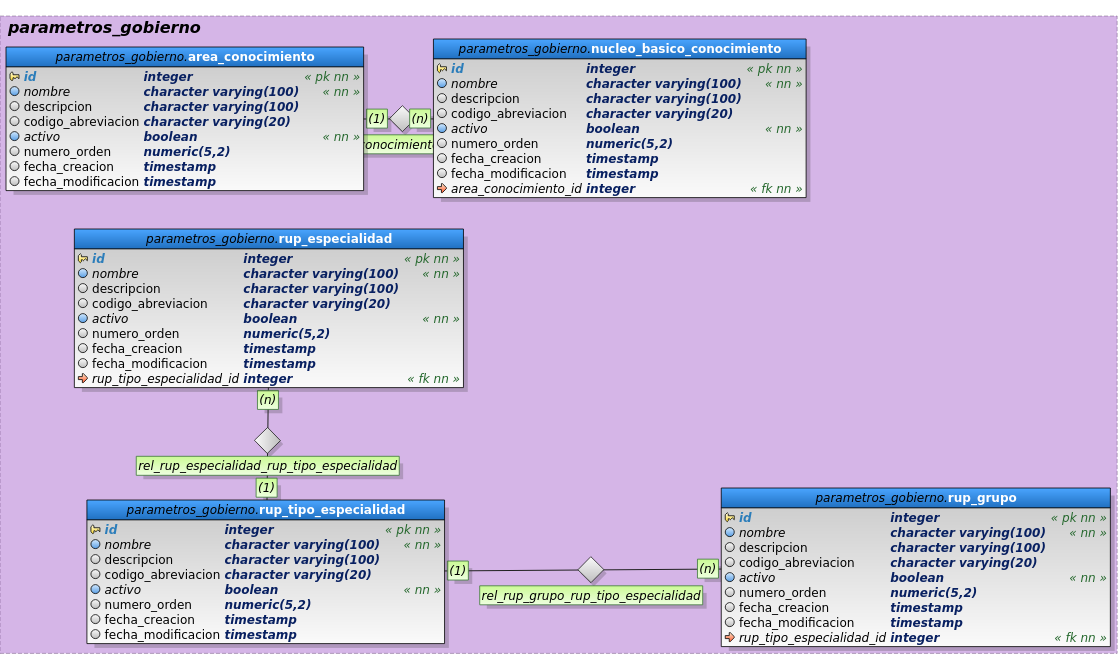 parametros_gobierno
parametros_gobierno.area_conocimiento
id integer « pk nn »
nombre character varying(100) « nn »
descripcion character varying(100)
codigo_abreviacion character varying(20)
activo boolean « nn »
numero_orden numeric(5,2)
fecha_creacion timestamp
fecha_modificacion timestamp
(1)
(n)
onocimient
parametros_gobierno.nucleo_basico_conocimiento
id integer « pk nn »
nombre character varying(100) « nn »
descripcion character varying(100)
codigo_abreviacion character varying(20)
activo boolean « nn »
numero_orden numeric(5,2)
fecha_creacion timestamp
fecha_modificacion timestamp
area_conocimiento_id integer « fk nn »
parametros_gobierno.rup_especialidad
id integer « pk nn »
nombre character varying(100) « nn »
descripcion character varying(100)
codigo_abreviacion character varying(20)
activo boolean « nn »
numero_orden numeric(5,2)
fecha_creacion timestamp
fecha_modificacion timestamp
rup_tipo_especialidad_id integer « fk nn »
(n)
rel_rup_especialidad_rup_tipo_especialidad
(1)
parametros_gobierno.rup_tipo_especialidad
id integer « pk nn »
nombre character varying(100) « nn »
descripcion character varying(100)
codigo_abreviacion character varying(20)
activo boolean « nn »
numero_orden numeric(5,2)
fecha_creacion timestamp
fecha_modificacion timestamp
(1)
(n)
rel_rup_grupo_rup_tipo_especialidad
parametros_gobierno.rup_grupo
id integer « pk nn »
nombre character varying(100) « nn »
descripcion character varying(100)
codigo_abreviacion character varying(20)
activo boolean « nn »
numero_orden numeric(5,2)
fecha_creacion timestamp
fecha_modificacion timestamp
rup_tipo_especialidad_id integer « fk nn »